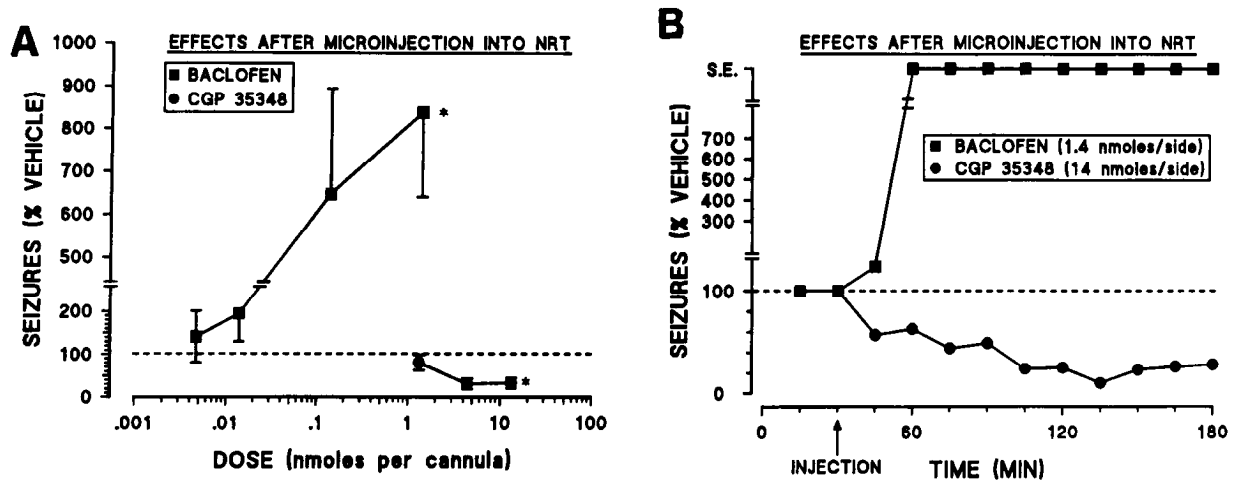 A
EFFECTS AFTER MICROINJECTION INTO NRT
BACLOFEN
CGP 35348
SEIZURES (% VEHICLE)
1000
900
800
700
600
500
200
100
0
*
*
.001 .01 .1 1 10 100
DOSE (nmoles per cannula)
B
EFFECTS AFTER MICROINJECTION INTO NRT
S.E.
BACLOFEN (1.4 nmoles/side)
CGP 35348 (14 nmoles/side)
SEIZURES (% VEHICLE)
700
600
500
400
300
100
0
0 60 120 180
INJECTION
TIME (MIN)